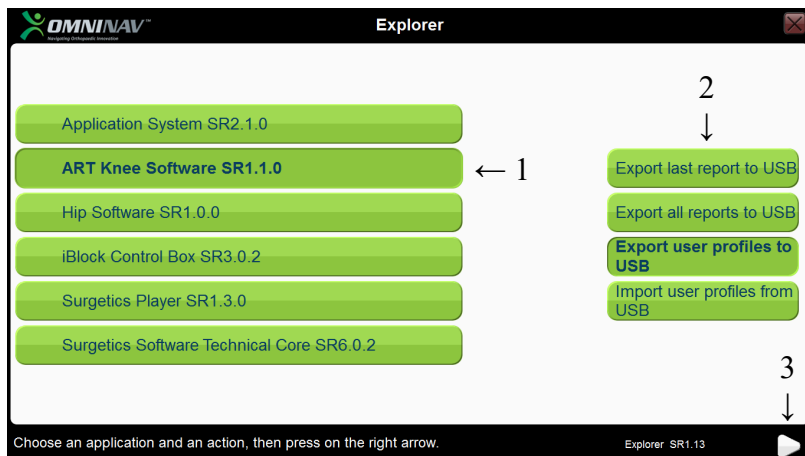 OMNINAV™
Navigating Orthopaedic Innovation
Explorer
2
↓
Application System SR2.1.0
ART Knee Software SR1.1.0
← 1
Export last report to USB
Hip Software SR1.0.0
Export all reports to USB
iBlock Control Box SR3.0.2
Export user profiles to
USB
Surgetics Player SR1.3.0
Import user profiles from
USB
Surgetics Software Technical Core SR6.0.2
3
↓
Choose an application and an action, then press on the right arrow.
Explorer SR1.13